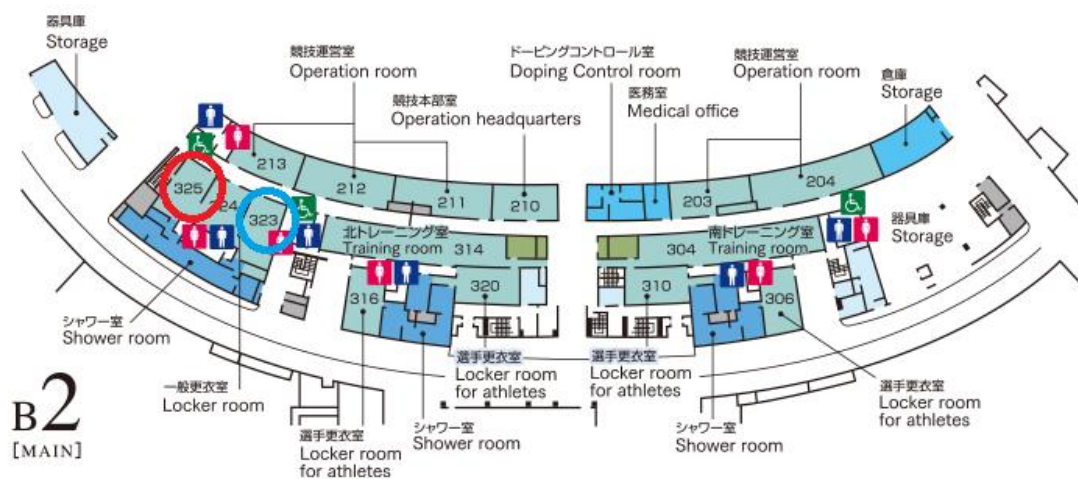 器具庫
Storage
競技運営室
Operation room
競技本部室
Operation headquarters
ドーピングコントロール室
Doping Control room
医務室
Medical office
競技運営室
Operation room
倉庫
Storage
213
212
211
210
203
204
325
24
323
北トレーニング室
Training room
314
304
南トレーニング室
Training room
器具庫
Storage
316
320
310
306
シャワー室
Shower room
一般更衣室
Locker room
選手更衣室
Locker room
for athletes
シャワー室
Shower room
選手更衣室
Locker room
for athletes
選手更衣室
Locker room
for athletes
シャワー室
Shower room
選手更衣室
Locker room
for athletes
B2
[MAIN]